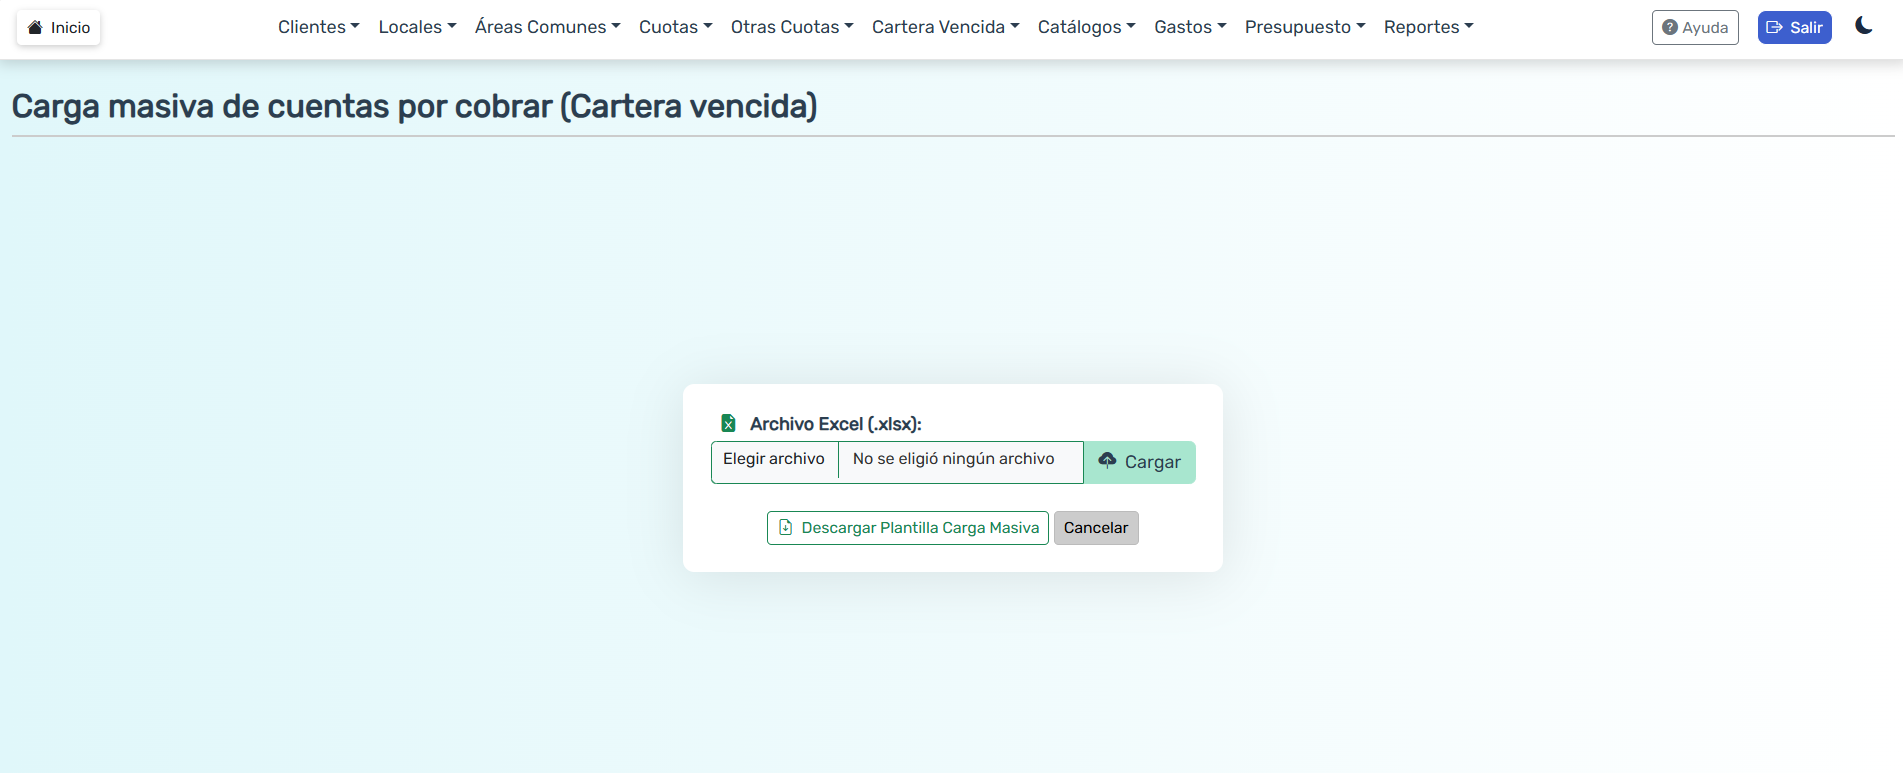 Inicio
Clientes Locales Áreas Comunes Cuotas Otras Cuotas Cartera Vencida Catálogos Gastos Presupuesto Reportes
Ayuda
Salir
Carga masiva de cuentas por cobrar (Cartera vencida)
Archivo Excel (.xlsx):
Elegir archivo No se eligió ningún archivo Cargar
Descargar Plantilla Carga Masiva Cancelar